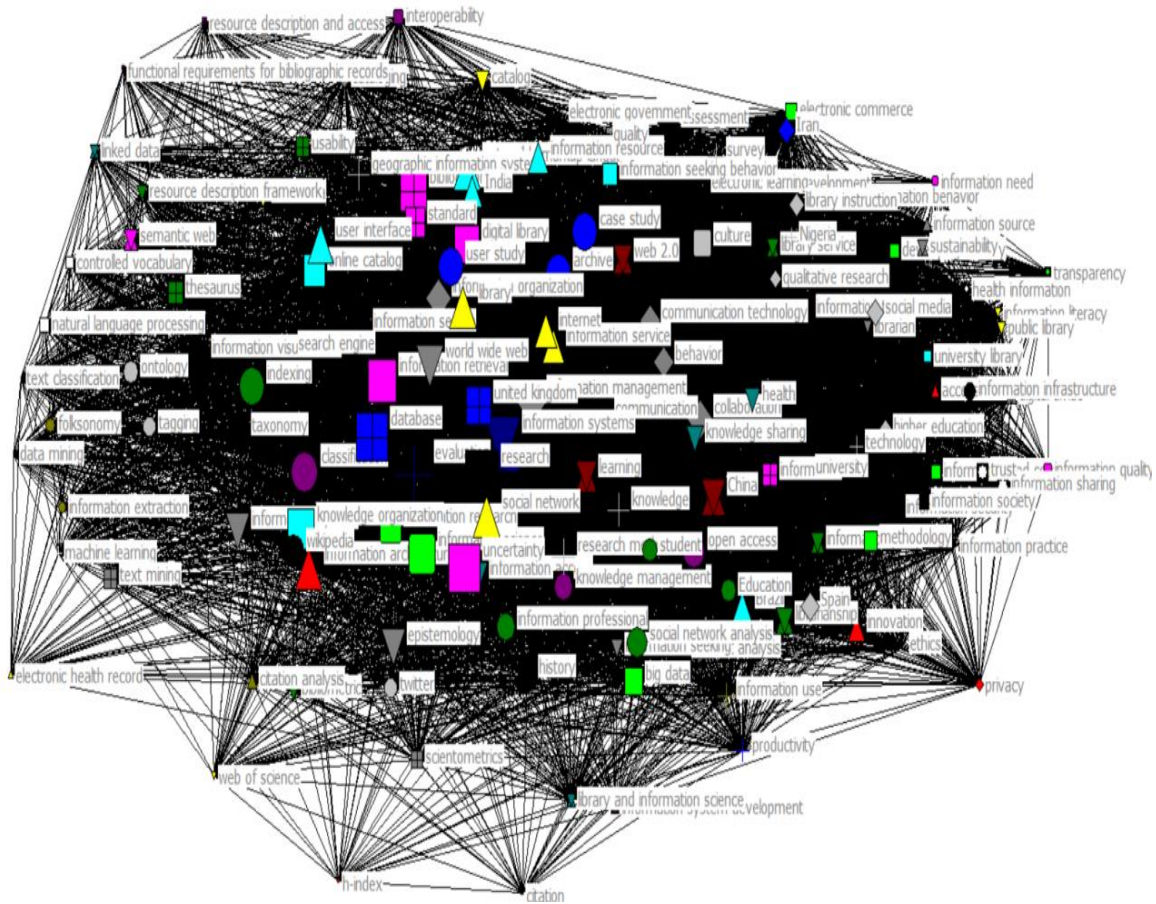 resource description and access
interoperability
functional requirements for bibliographic records
catalog
electronic government
electronic commerce
Iran
quality
linked data
usability
information resource
survey
geographic information
information seeking behavior
India
resource description framework
information need
library instruction
standard
information source
semantic web
user interface
digital library
case study
culture
Nigeria
library service
sustainability
user study
web 2.0
controlled vocabulary
online catalog
archive
transparency
thesaurus
library
organization
qualitative research
health information
information
social media
information literacy
natural language processing
internet
communication technology
librarian
public library
information
search engine
information service
world wide web
behavior
university library
ontology
indexing
information retrieval
text classification
united kingdom
management
health
information infrastructure
folksonomy
tagging
taxonomy
database
information systems
communication
knowledge sharing
higher education
technology
data mining
research
learning
China
university
information quality
information sharing
information extraction
social network
knowledge
information society
knowledge organization
wikipedia
uncertainty
student
open access
methodology
information practice
machine learning
text mining
knowledge management
Education
Spain
information professional
innovation
epistemology
social network analysis
ethics
electronic health record
citation analysis
twitter
history
big data
information use
privacy
scientometrics
productivity
web of science
library and information science
h-index
citation